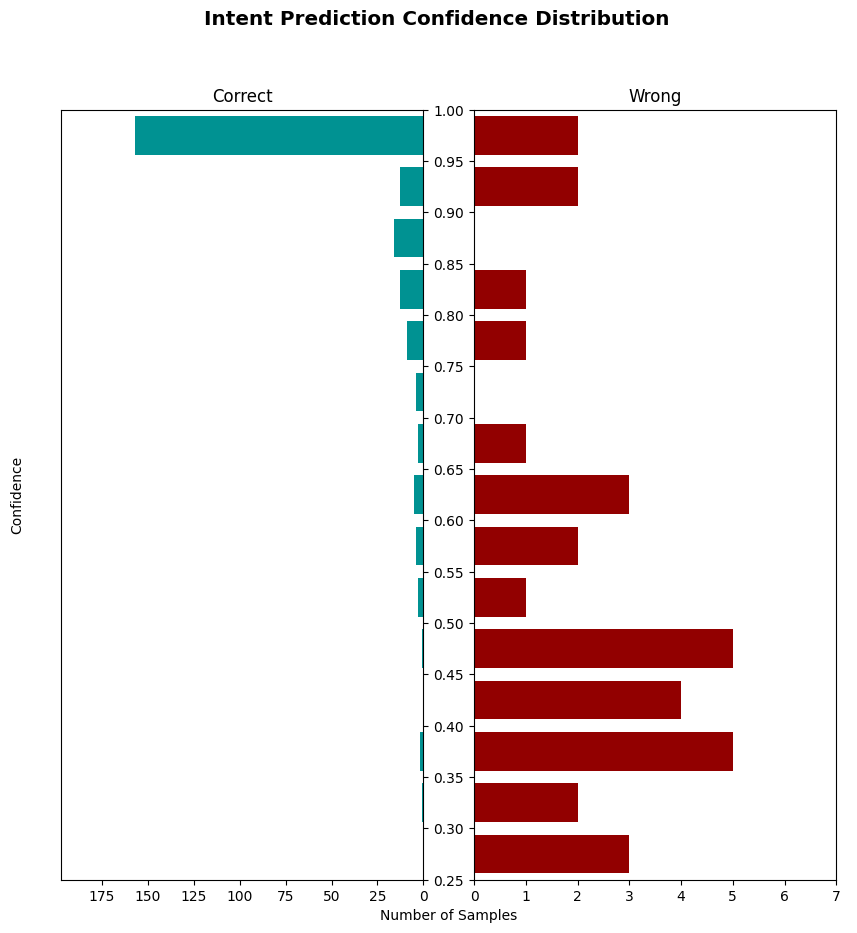 Intent Prediction Confidence Distribution
Correct
Wrong
1.00
0.95
0.90
0.85
0.80
0.75
0.70
0.65
0.60
0.55
0.50
0.45
0.40
0.35
0.30
0.25
Confidence
175 150 125 100 75 50 25 0
0 1 2 3 4 5 6 7
Number of Samples